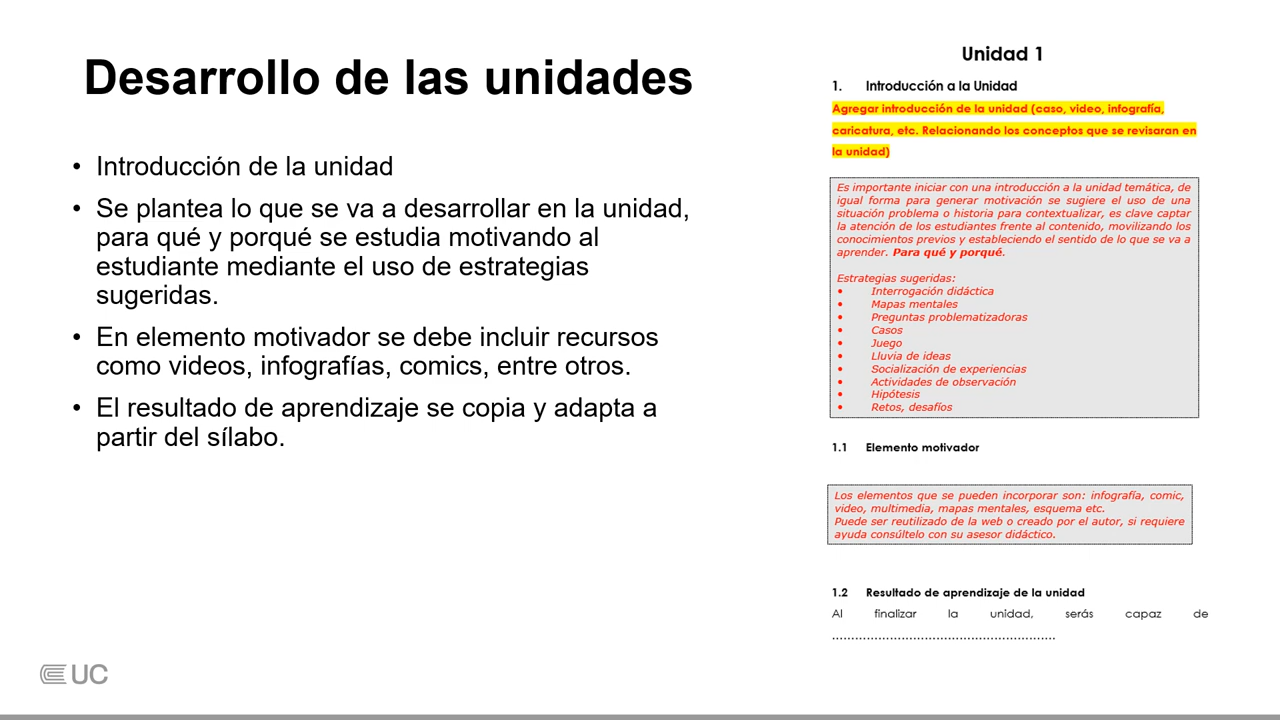 Desarrollo de las unidades
• Introducción de la unidad
• Se plantea lo que se va a desarrollar en la unidad,
para qué y porqué se estudia motivando al
estudiante mediante el uso de estrategias
sugeridas.
• En elemento motivador se debe incluir recursos
como videos, infografías, comics, entre otros.
• El resultado de aprendizaje se copia y adapta a
partir del sílabo.
UC
Unidad 1
1. Introducción a la Unidad
Agregar introducción de la unidad (caso, video, infografía,
caricatura, etc. Relacionando los conceptos que se revisaran en
la unidad)
Es importante iniciar con una introducción a la unidad temática, de
igual forma para generar motivación se sugiere el uso de una
situación problema o historia para contextualizar, es clave captar
la atención de los estudiantes frente al contenido, movilizando los
conocimientos previos y estableciendo el sentido de lo que se va a
aprender. Para qué y porqué.
Estrategias sugeridas:
• Interrogación didáctica
• Mapas mentales
• Preguntas problematizadoras
• Casos
• Juego
• Lluvia de ideas
• Socialización de experiencias
• Actividades de observación
• Hipótesis
• Retos, desafíos
1.1 Elemento motivador
Los elementos que se pueden incorporar son: infografía, comic,
video, multimedia, mapas mentales, esquema etc.
Puede ser reutilizado de la web o creado por el autor, si requiere
ayuda consúltelo con su asesor didáctico.
1.2 Resultado de aprendizaje de la unidad
Al finalizar la unidad, serás capaz de
..........................................................